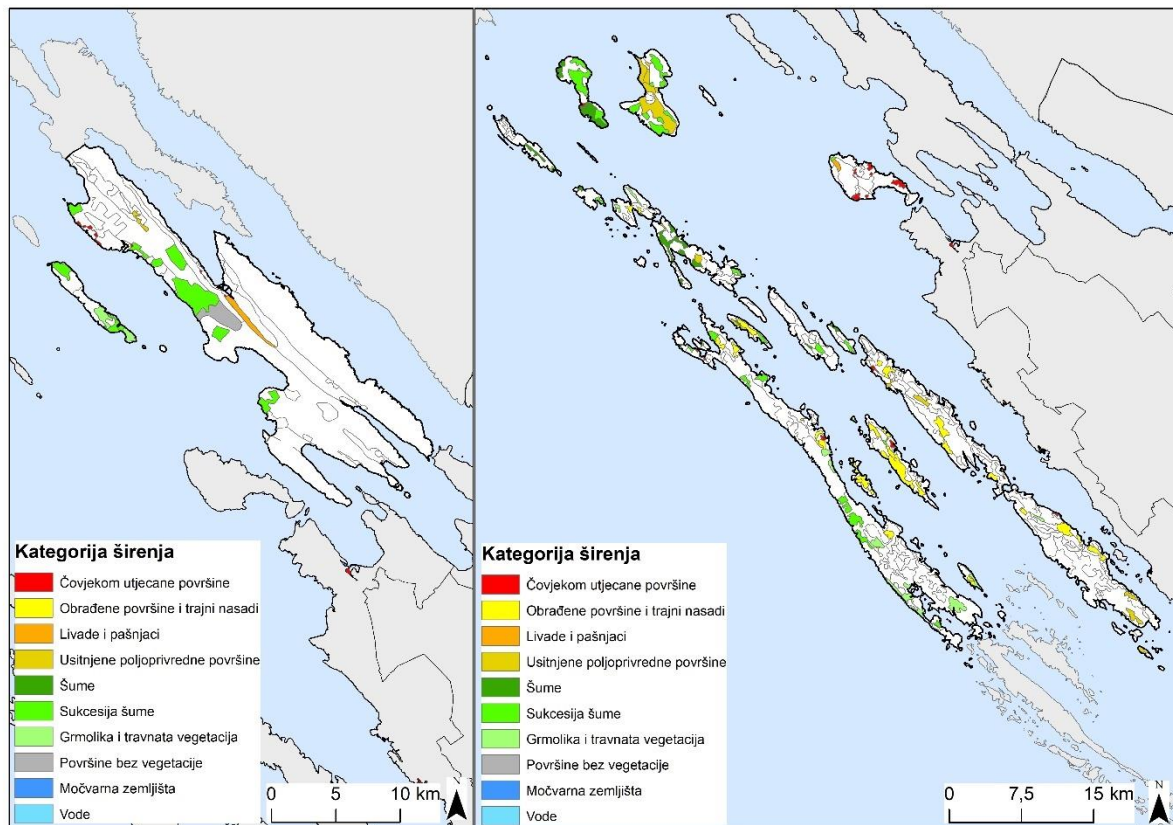 Kategorija širenja
Čovjekom utjecane površine
Obrađene površine i trajni nasadi
Livade i pašnjaci
Usitnjene poljoprivredne površine
Šume
Sukcesija šume
Grmolika i travnata vegetacija
Površine bez vegetacije
Močvarna zemljišta
Vode
0 5 10 km
N
Kategorija širenja
Čovjekom utjecane površine
Obrađene površine i trajni nasadi
Livade i pašnjaci
Usitnjene poljoprivredne površine
Šume
Sukcesija šume
Grmolika i travnata vegetacija
Površine bez vegetacije
Močvarna zemljišta
Vode
0 7,5 15 km
N